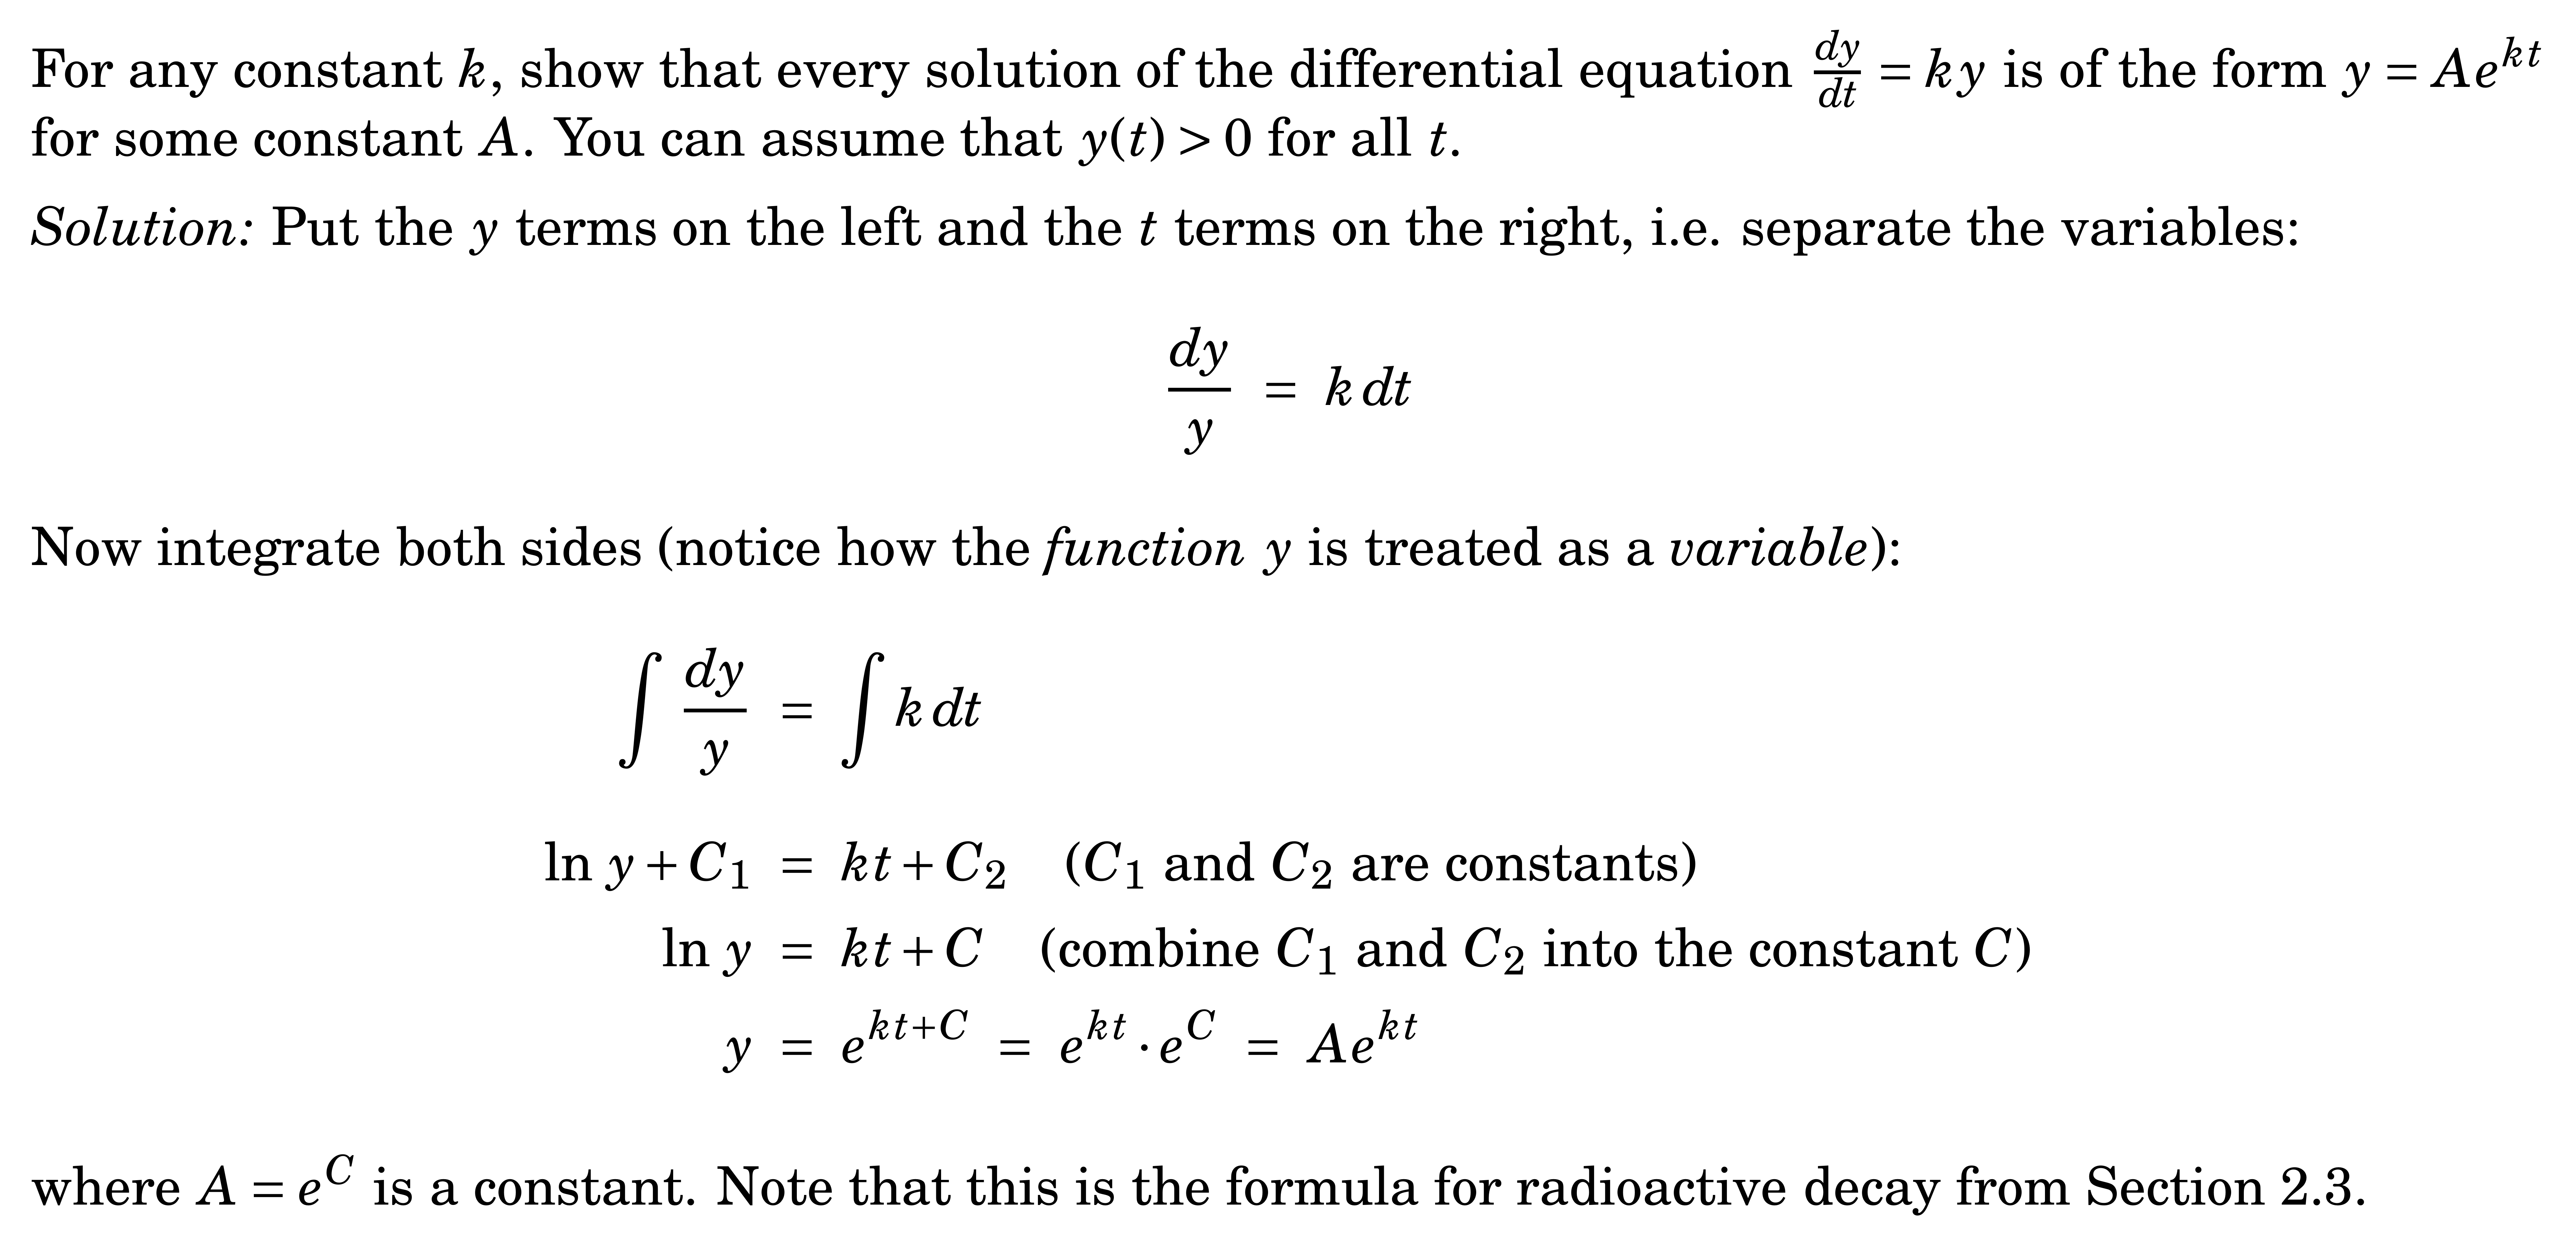 For any constant k, show that every solution of the differential equation $\frac{dy}{dt} = ky$ is of the form $y = Ae^{kt}$
for some constant A. You can assume that $y(t) > 0$ for all t.
Solution: Put the y terms on the left and the t terms on the right, i.e. separate the variables:
$\frac{dy}{y} = k\,dt$
Now integrate both sides (notice how the function y is treated as a variable):
$\int \frac{dy}{y} = \int k\,dt$
$\ln y + C_1 = kt + C_2$ ($C_1$ and $C_2$ are constants)
$\ln y = kt + C$ (combine $C_1$ and $C_2$ into the constant $C$)
$y = e^{kt+C} = e^{kt} \cdot e^C = Ae^{kt}$
where $A = e^C$ is a constant. Note that this is the formula for radioactive decay from Section 2.3.